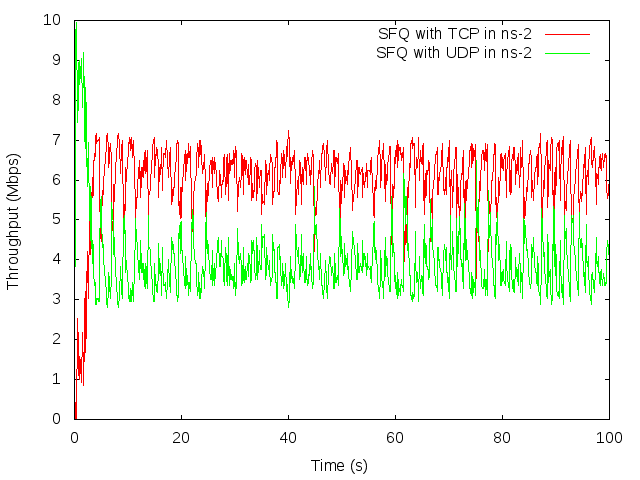 SFQ with TCP in ns-2
SFQ with UDP in ns-2
10
9
8
7
6
5
4
3
2
1
0
Throughput (Mbps)
0 20 40 60 80 100
Time (s)